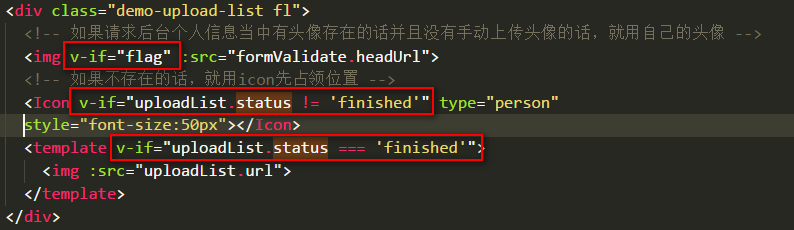 <div class="demo-upload-list fl">
<!-- 如果请求后台个人信息当中有头像存在的话并且没有手动上传头像的话，就用自己的头像 -->
<img v-if="flag" :src="formValidate.headUrl">
<!-- 如果不存在的话，就用icon先占领位置 -->
<Icon v-if="uploadList.status != 'finished'" type="person"
style="font-size:50px"></Icon>
<template v-if="uploadList.status === 'finished'">
<img :src="uploadList.url">
</template>
</div>